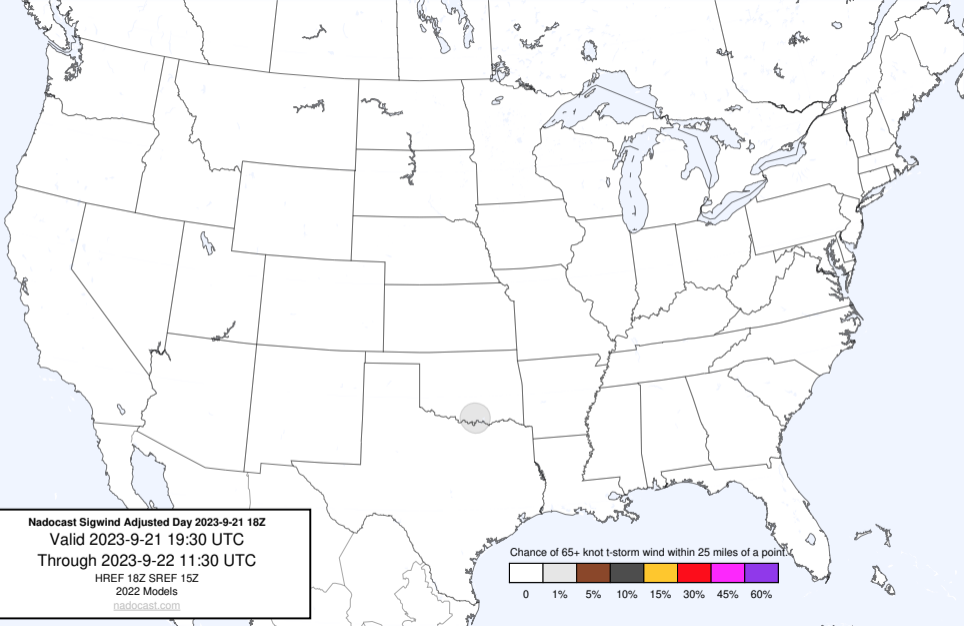 Nadocast Sigwind Adjusted Day 2023-9-21 18Z
Valid 2023-9-21 19:30 UTC
Through 2023-9-22 11:30 UTC
HREF 18Z SREF 15Z
2022 Models
nadocast.com
Chance of 65+ knot t-storm wind within 25 miles of a point.
0 1% 5% 10% 15% 30% 45% 60%